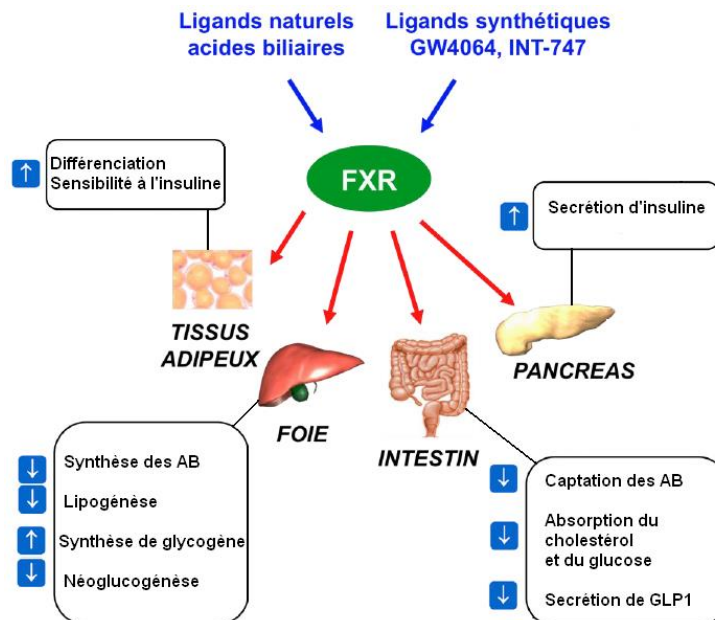 Ligands naturels
acides biliaires
Ligands synthétiques
GW4064, INT-747
↑
Différenciation
Sensibilité à l'insuline
FXR
↑
Secrétion d'insuline
TISSUS
ADIPEUX
FOIE
INTESTIN
PANCREAS
↓ Synthèse des AB
↓ Lipogénèse
↑ Synthèse de glycogène
↓ Néoglucogénèse
↓ Captation des AB
↓ Absorption du
cholestérol
et du glucose
↓ Secrétion de GLP1